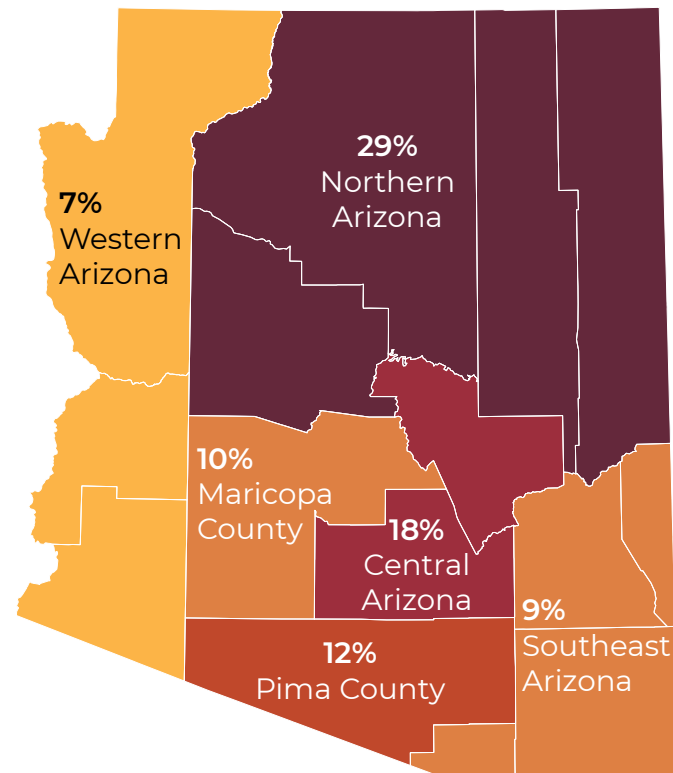 29%
Northern
Arizona
7%
Western
Arizona
10%
Maricopa
County
18%
Central
Arizona
9%
Southeast
Arizona
12%
Pima County